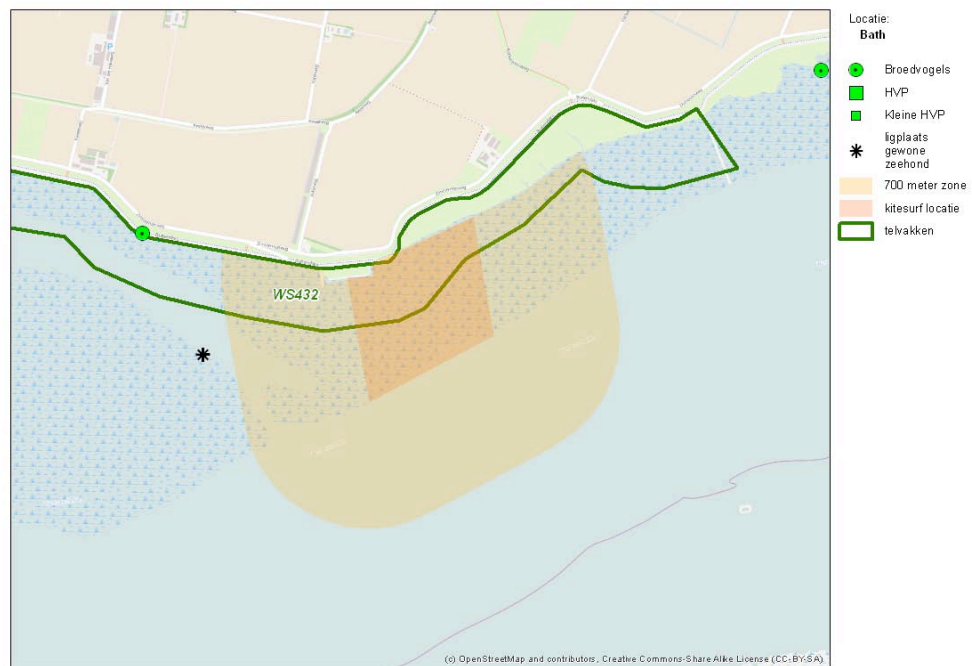 Locatie:
Bath
Broedvogels
HVP
Kleine HVP
ligplaats
gewone
zeehond
700 meter zone
kitesurf locatie
telvakken
P
WS432
(c) OpenStreetMap and contributors, Creative Commons-Share Alike License (CC-BY-SA)